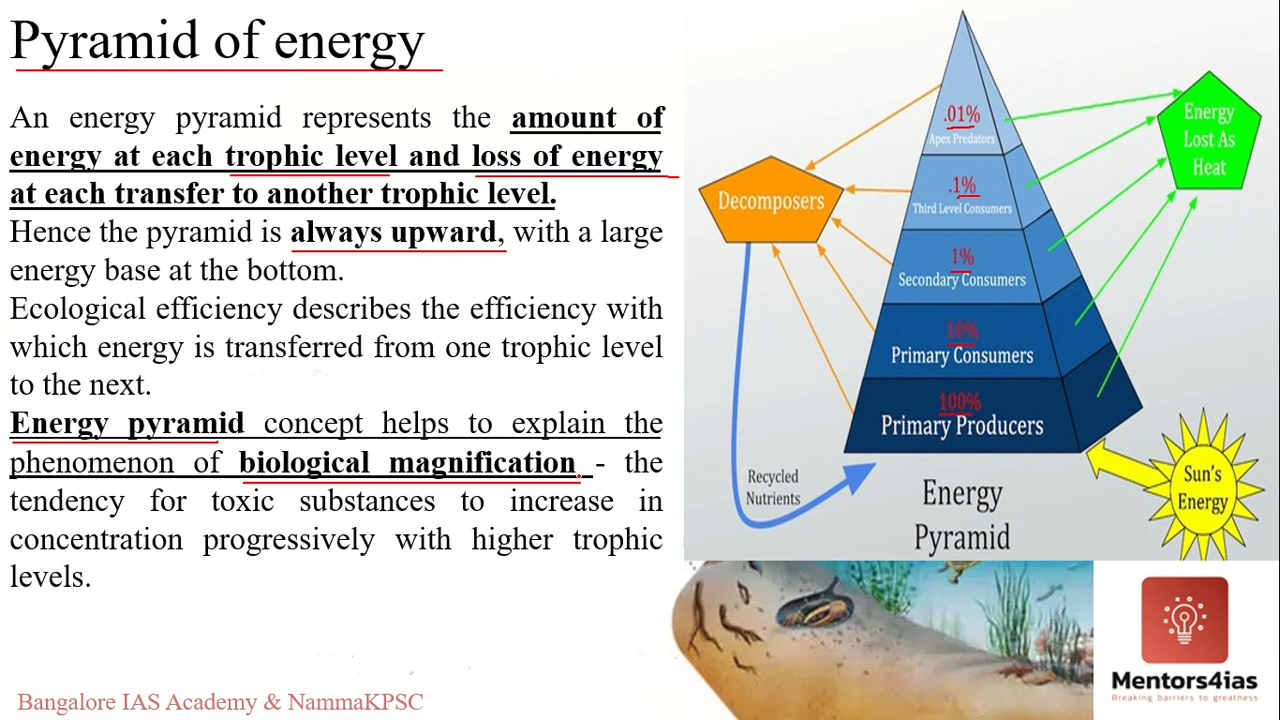 Pyramid of energy
An energy pyramid represents the amount of
energy at each trophic level and loss of energy
at each transfer to another trophic level.
Hence the pyramid is always upward, with a large
energy base at the bottom.
Ecological efficiency describes the efficiency with
which energy is transferred from one trophic level
to the next.
Energy pyramid concept helps to explain the
phenomenon of biological magnification - the
tendency for toxic substances to increase in
concentration progressively with higher trophic
levels.
Bangalore IAS Academy & NammaKPSC
.01%
Apex Predators
.1%
Third Level Consumers
1%
Secondary Consumers
10%
Primary Consumers
100%
Primary Producers
Decomposers
Energy
Lost As
Heat
Recycled
Nutrients
Energy
Pyramid
Sun's
Energy
Mentors4ias
Breaking barriers to greatness